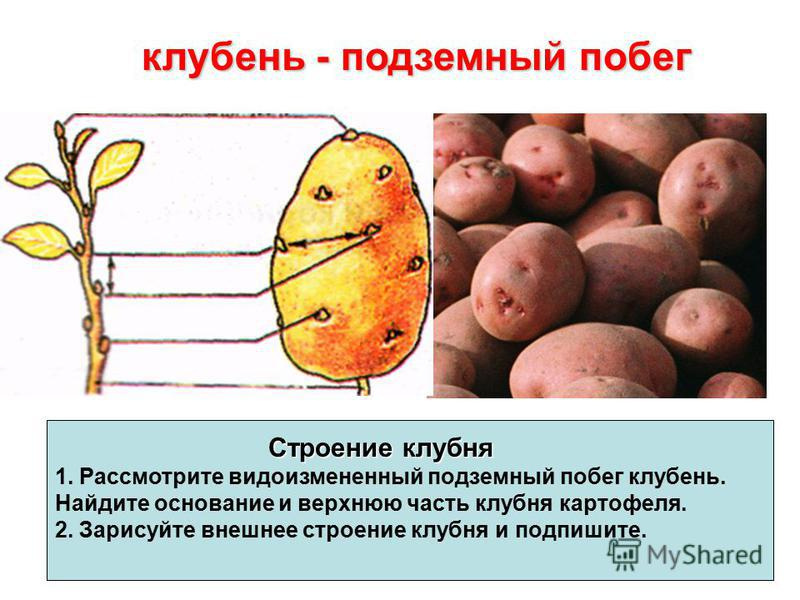 клубень - подземный побег
Строение клубня
1. Рассмотрите видоизмененный подземный побег клубень.
Найдите основание и верхнюю часть клубня картофеля.
2. Зарисуйте внешнее строение клубня и подпишите.
MyShared